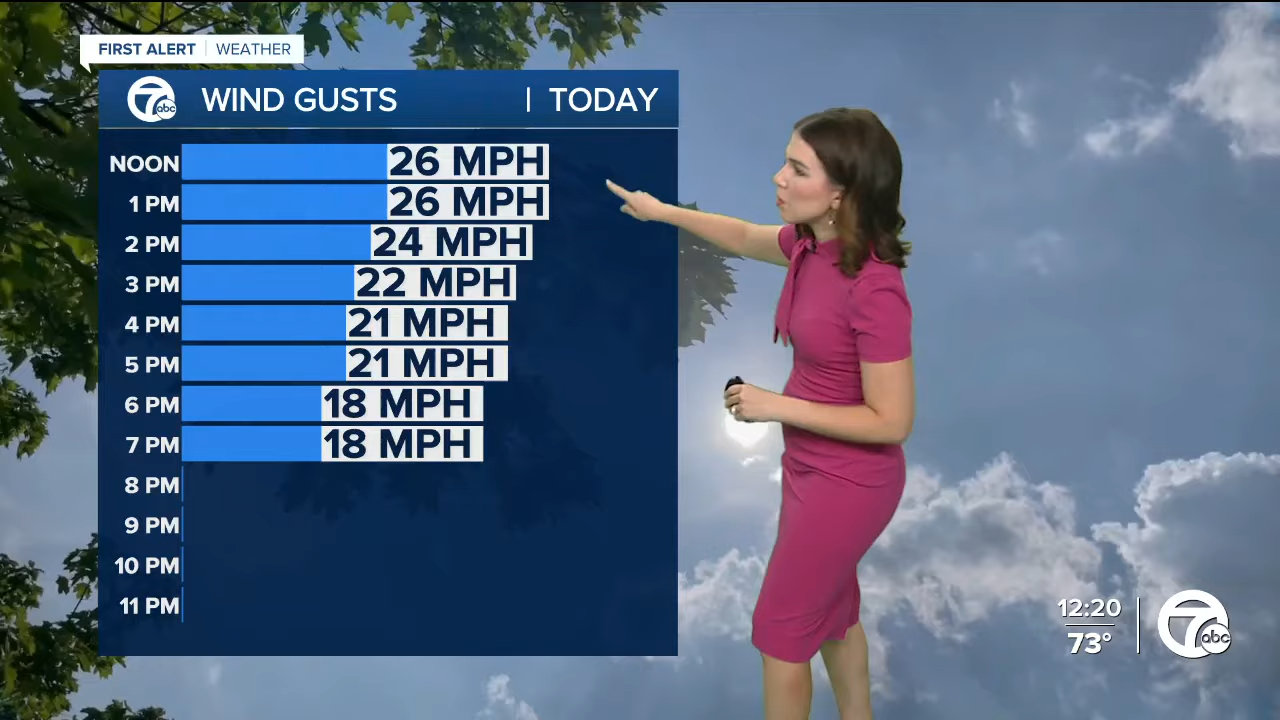 FIRST ALERT | WEATHER
7 abc WIND GUSTS | TODAY
NOON 26 MPH
1 PM 26 MPH
2 PM 24 MPH
3 PM 22 MPH
4 PM 21 MPH
5 PM 21 MPH
6 PM 18 MPH
7 PM 18 MPH
8 PM
9 PM
10 PM
11 PM
12:20
73°
7 abc